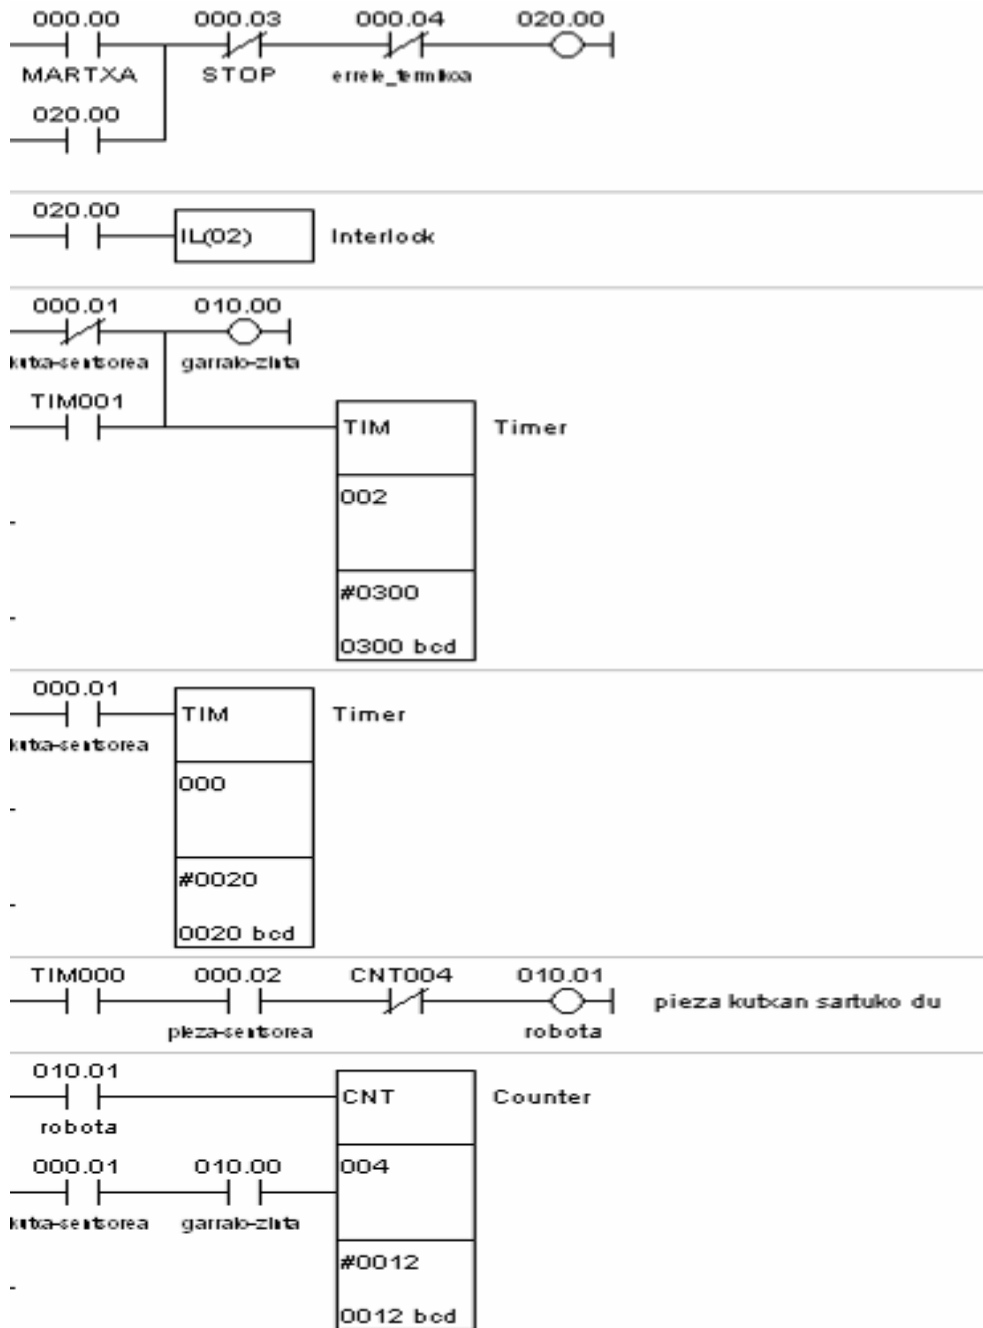 000.00 000.03 000.04 020.00
MARTXA STOP errele_termikoa
020.00
020.00
IL(02) Interlock
000.01 010.00
kutxa-sentsorea garraio-zinta
TIM001
TIM Timer
002
#0300
0300 bcd
000.01
TIM Timer
kutxa-sentsorea
000
#0020
0020 bcd
TIM000 000.02 CNT004 010.01
pieza kutxan sartuko du
pieza-sentsorea robota
010.01
CNT Counter
robota
000.01 010.00
004
kutxa-sentsorea garraio-zinta
#0012
0012 bcd